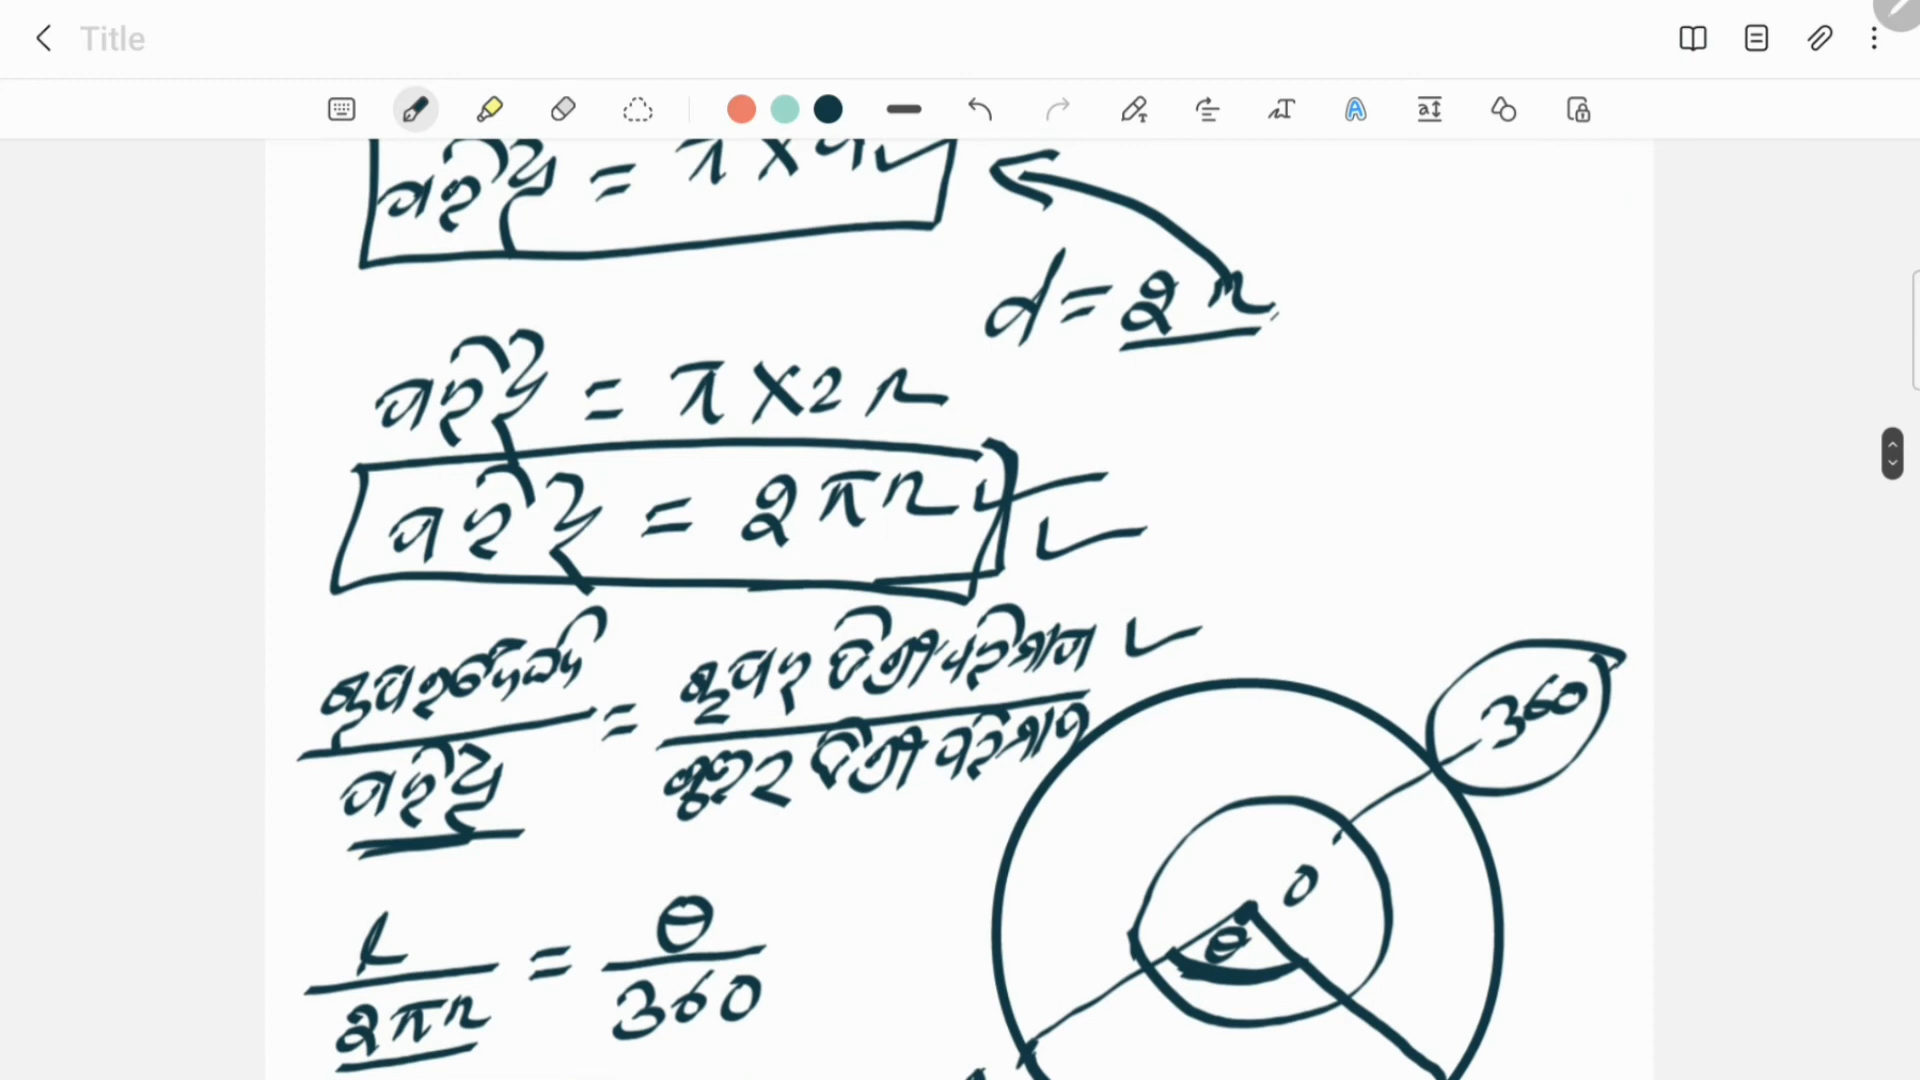 Title
ପରିଧି = π × d
d = 2r
ପରିଧି = π × 2r
ପରିଧି = 2πr
ଚାପର ଦୈର୍ଘ୍ୟ / ପରିଧି = ଚାପର ଡିଗ୍ରୀ ପରିମାଣ / ବୃତ୍ତର ଡିଗ୍ରୀ ପରିମାଣ
360
O
θ
L / 2πr = θ / 360